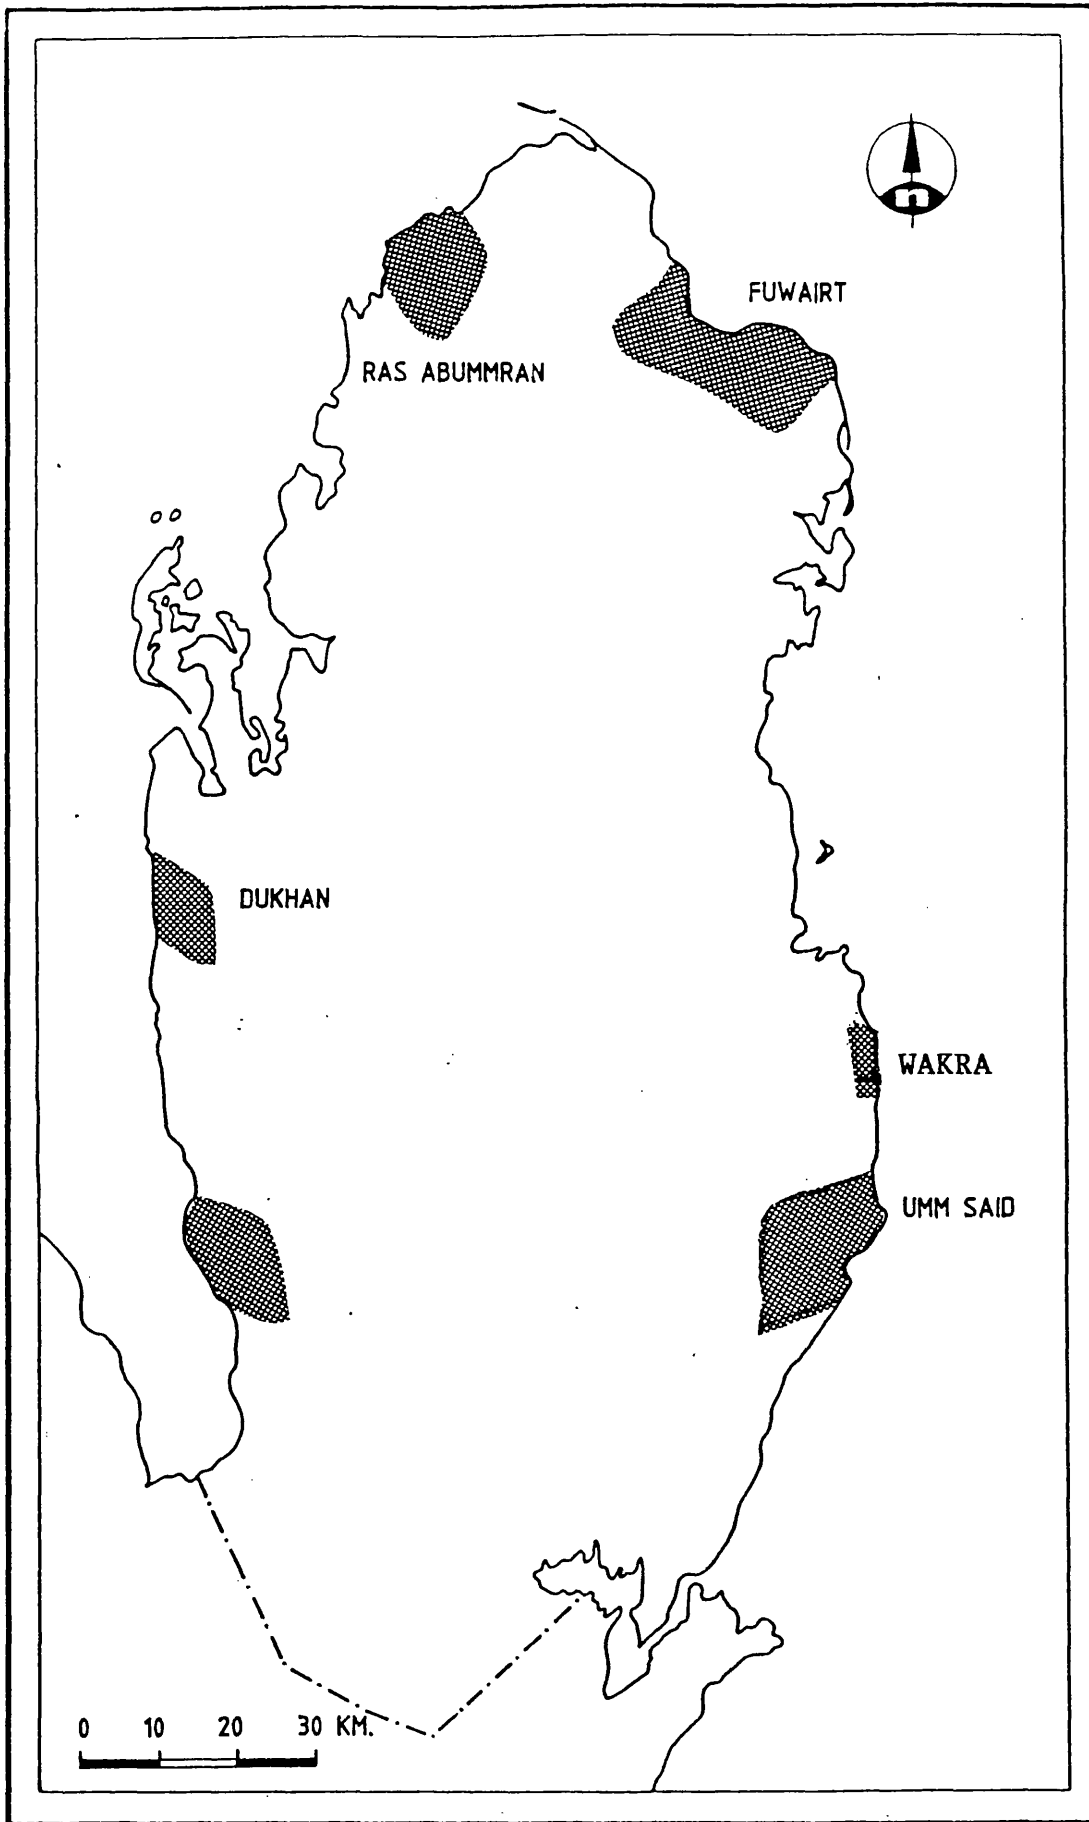 n
FUWAIRT
RAS ABUMMRAN
DUKHAN
WAKRA
UMM SAID
0 10 20 30 KM.